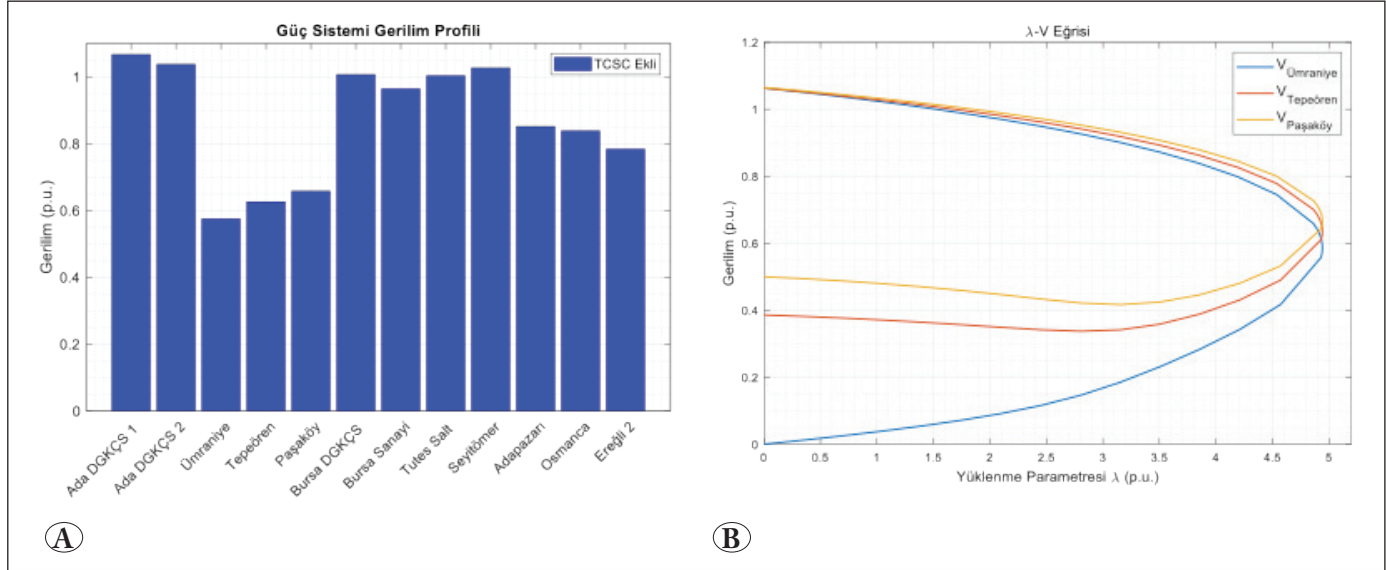 Güç Sistemi Gerilim Profili
TCSC Ekli
Gerilim (p.u.)
1
0.8
0.6
0.4
0.2
0
Ada DGKÇS 1
Ada DGKÇS 2
Ümraniye
Tepeören
Paşaköy
Bursa DGKÇS
Bursa Sanayi
Tutes Salt
Seyitömer
Adapazarı
Osmanca
Ereğli 2
A
λ-V Eğrisi
V Ümraniye
V Tepeören
V Paşaköy
Gerilim (p.u.)
1.2
1
0.8
0.6
0.4
0.2
0
0 0.5 1 1.5 2 2.5 3 3.5 4 4.5 5
Yüklenme Parametresi λ (p.u.)
B